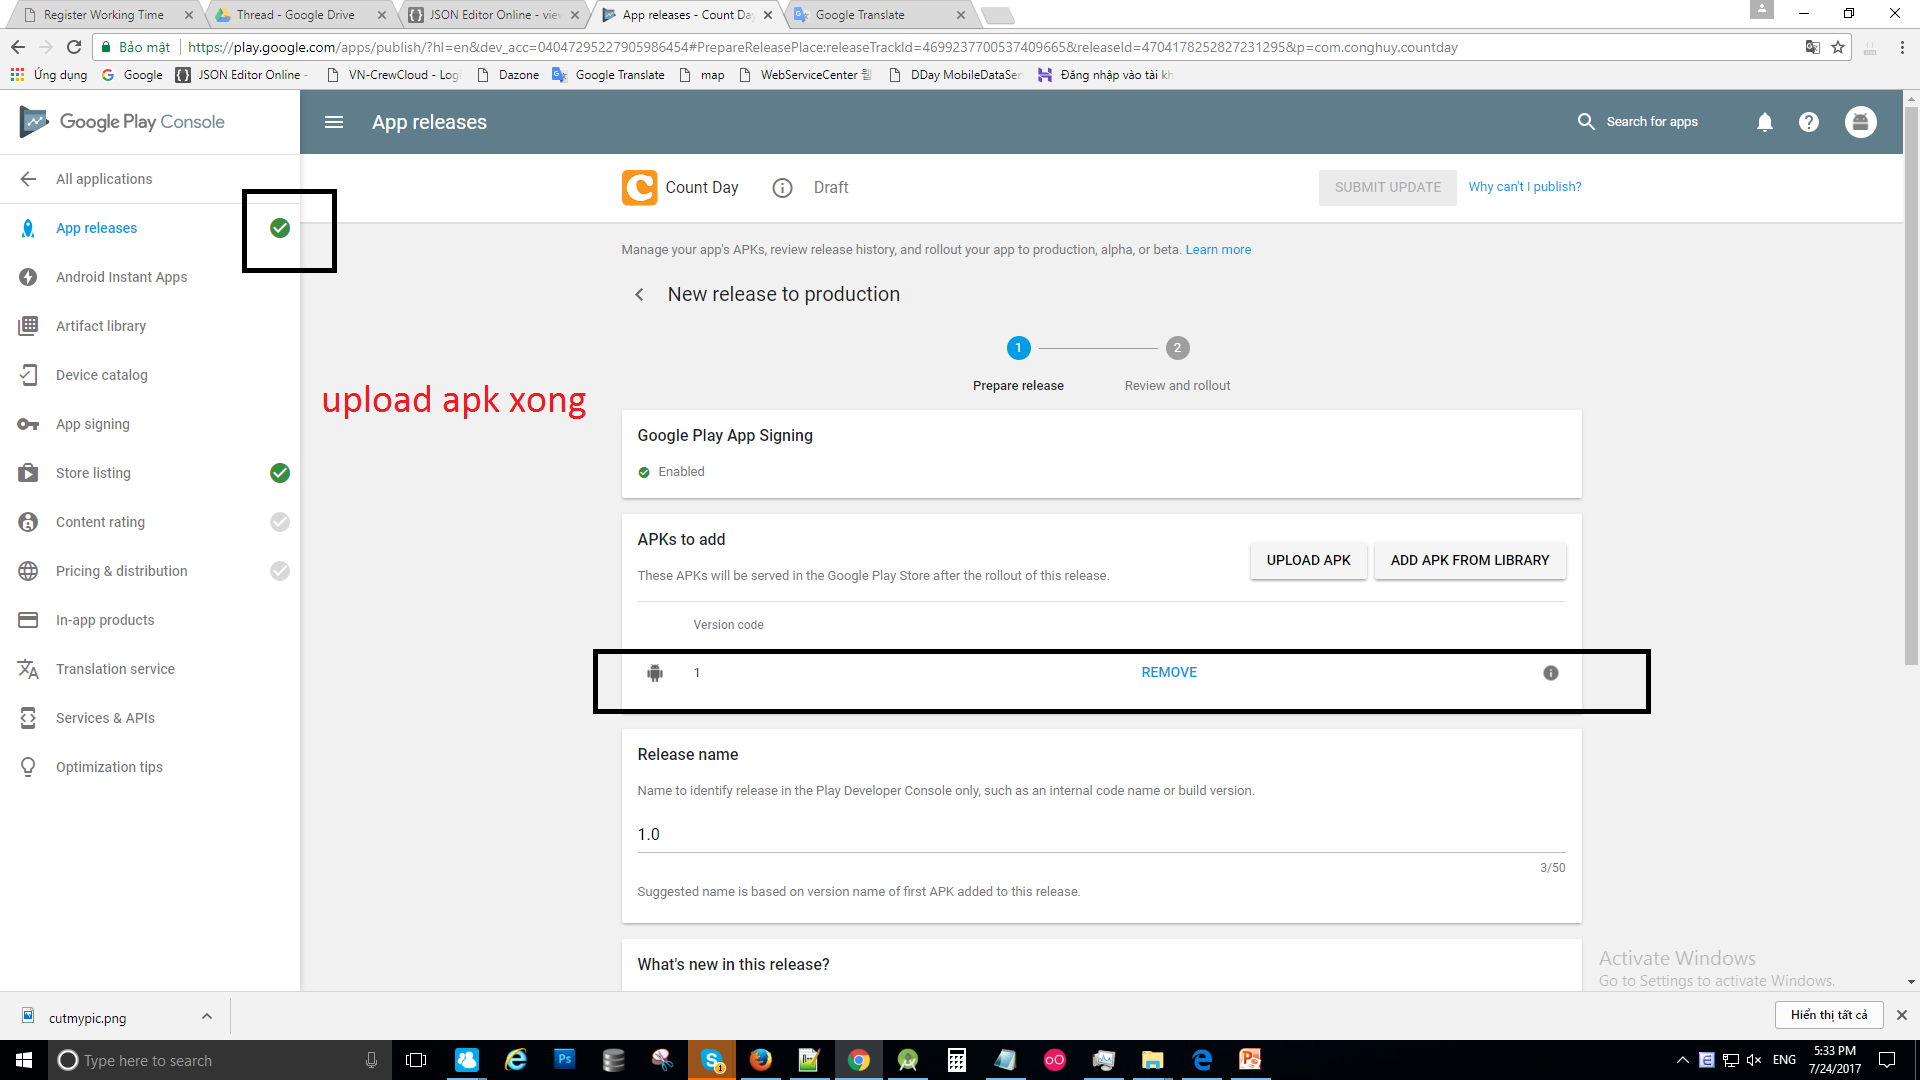 Register Working Time
Thread - Google Drive
JSON Editor Online - vie
App releases - Count Da
Google Translate
Bảo mật
https://play.google.com/apps/publish/?hl=en&dev_acc=04047295227905986454#PrepareReleasePlace:releaseTrackId=4699237700537409665&releaseId=4704178252827231295&p=com.conghuy.countday
Ứng dụng
Google
JSON Editor Online -
VN-CrewCloud - Log
Dazone
Google Translate
map
WebServiceCenter
DDay MobileDataSer
Đăng nhập vào tài kh
Google Play Console
App releases
Search for apps
All applications
App releases
Android Instant Apps
Artifact library
Device catalog
App signing
Store listing
Content rating
Pricing & distribution
In-app products
Translation service
Services & APIs
Optimization tips
C
Count Day
Draft
SUBMIT UPDATE
Why can't I publish?
Manage your app's APKs, review release history, and rollout your app to production, alpha, or beta. Learn more
New release to production
1
2
Prepare release
Review and rollout
upload apk xong
Google Play App Signing
Enabled
APKs to add
UPLOAD APK
ADD APK FROM LIBRARY
These APKs will be served in the Google Play Store after the rollout of this release.
Version code
1
REMOVE
Release name
Name to identify release in the Play Developer Console only, such as an internal code name or build version.
1.0
3/50
Suggested name is based on version name of first APK added to this release.
What's new in this release?
Activate Windows
Go to Settings to activate Windows.
cutmypic.png
Hiển thị tất cả
Type here to search
ENG
5:33 PM
7/24/2017